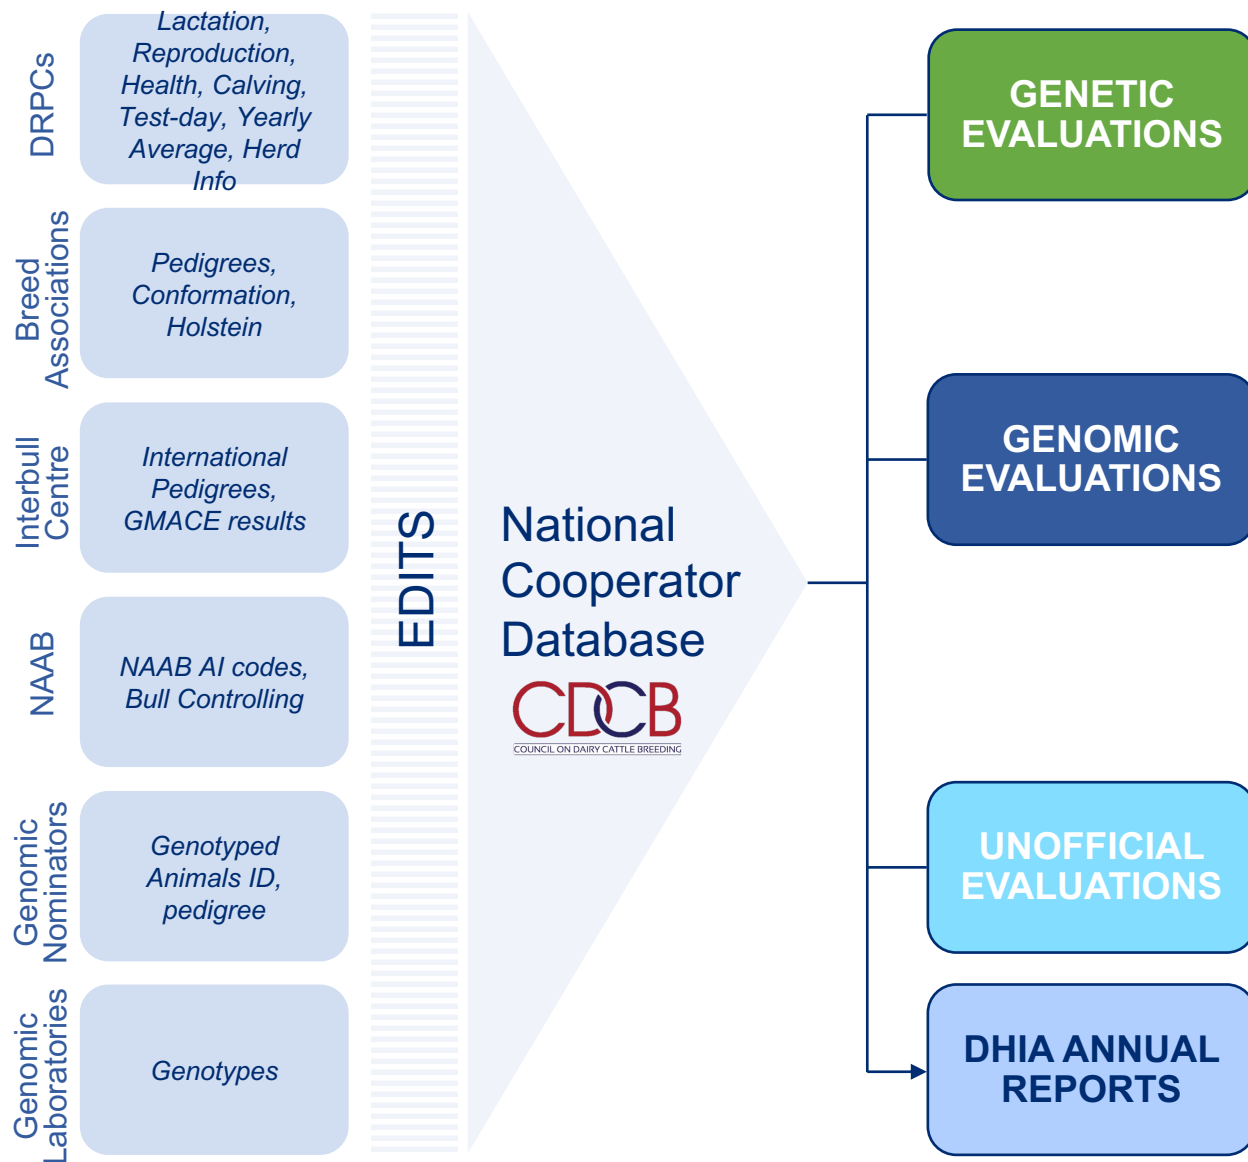 DRPCs
Lactation,
Reproduction,
Health, Calving,
Test-day, Yearly
Average, Herd
Info
Breed
Associations
Pedigrees,
Conformation,
Holstein
Interbull
Centre
International
Pedigrees,
GMACE results
NAAB
NAAB AI codes,
Bull Controlling
Genomic
Nominators
Genotyped
Animals ID,
pedigree
Genomic
Laboratories
Genotypes
EDITS
National
Cooperator
Database
CDCB
COUNCIL ON DAIRY CATTLE BREEDING
GENETIC
EVALUATIONS
GENOMIC
EVALUATIONS
UNOFFICIAL
EVALUATIONS
DHIA ANNUAL
REPORTS